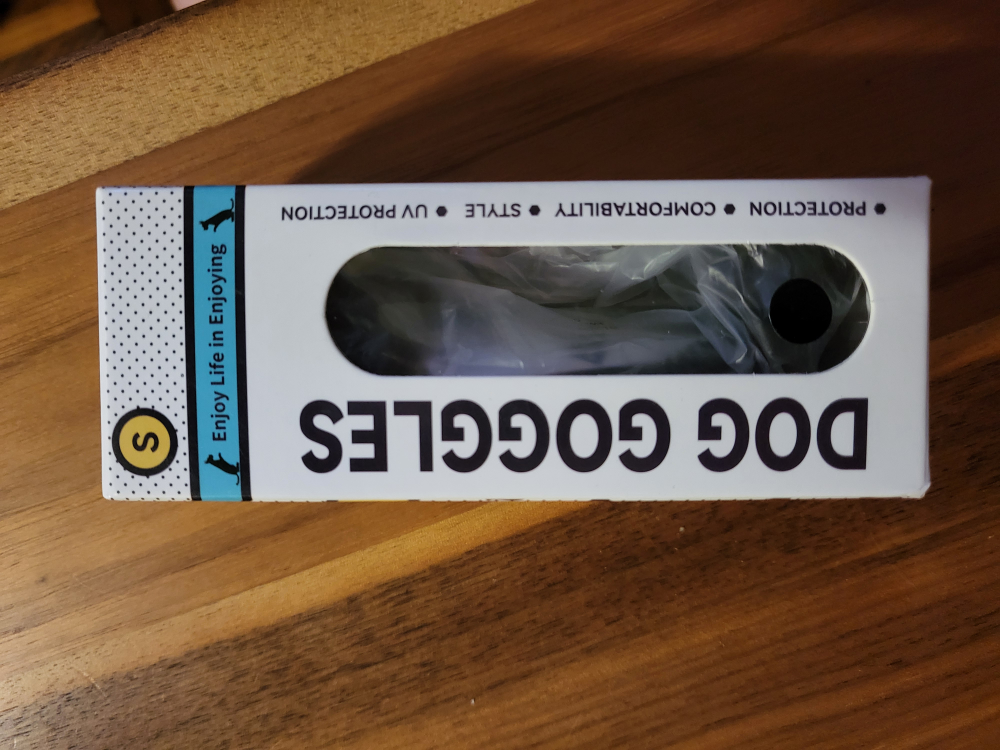 DOG GOGGLES
● PROTECTION ● COMFORTABILITY ● STYLE ● UV PROTECTION
Enjoy Life in Enjoying
S